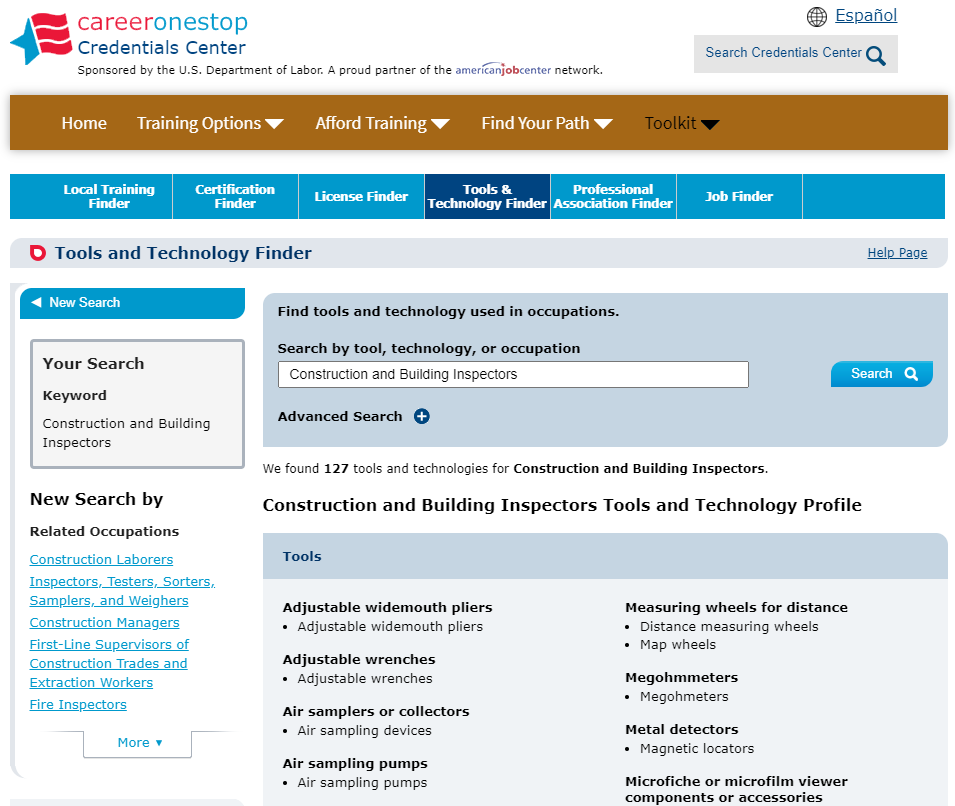 careeronestop
Credentials Center
Sponsored by the U.S. Department of Labor. A proud partner of the americanjobcenter network.
Español
Search Credentials Center
Home
Training Options
Afford Training
Find Your Path
Toolkit
Local Training
Finder
Certification
Finder
License Finder
Tools &
Technology Finder
Professional
Association Finder
Job Finder
Tools and Technology Finder
Help Page
New Search
Your Search
Keyword
Construction and Building
Inspectors
New Search by
Related Occupations
Construction Laborers
Inspectors, Testers, Sorters,
Samplers, and Weighers
Construction Managers
First-Line Supervisors of
Construction Trades and
Extraction Workers
Fire Inspectors
More ▼
Find tools and technology used in occupations.
Search by tool, technology, or occupation
Construction and Building Inspectors
Search
Advanced Search
We found 127 tools and technologies for Construction and Building Inspectors.
Construction and Building Inspectors Tools and Technology Profile
Tools
Adjustable widemouth pliers
• Adjustable widemouth pliers
Adjustable wrenches
• Adjustable wrenches
Air samplers or collectors
• Air sampling devices
Air sampling pumps
• Air sampling pumps
Measuring wheels for distance
• Distance measuring wheels
• Map wheels
Megohmmeters
• Megohmeters
Metal detectors
• Magnetic locators
Microfiche or microfilm viewer
components or accessories